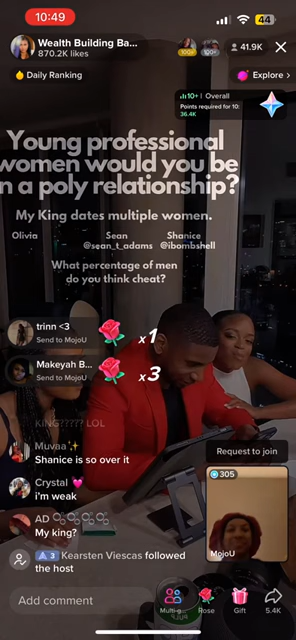 10:49
44
Wealth Building Ba...
870.2K likes
100+
100+
41.9K
Daily Ranking
Explore >
10+ | Overall
Points required for 10:
36.4K
Young professional
women would you be
n a poly relationship?
My King dates multiple women.
Olivia Sean Shanice
@sean_t_adams @ibombshell
What percentage of men
do you think cheat?
trinn <3
Send to MojoU
x1
Makeyah B...
Send to MojoU
x3
KING????? LOL
Muvaa✨
Shanice is so over it
Crystal 💓
i'm weak
AD
My king?
3 Kearsten Viescas followed
the host
Request to join
305
MojoU
Add comment
Multi-g...
Rose
Gift
5.4K